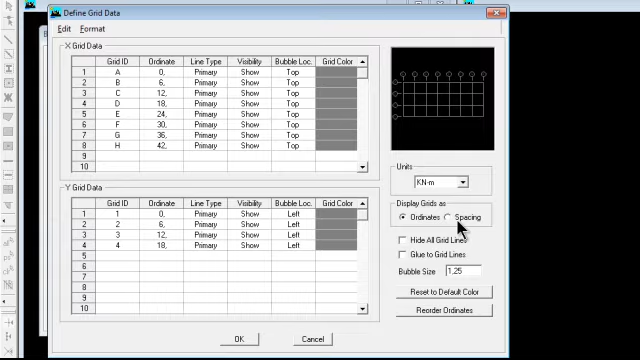 Define Grid Data
Edit Format
X Grid Data
Grid ID Ordinate Line Type Visibility Bubble Loc. Grid Color
1 A 0, Primary Show Top
2 B 6, Primary Show Top
3 C 12, Primary Show Top
4 D 18, Primary Show Top
5 E 24, Primary Show Top
6 F 30, Primary Show Top
7 G 36, Primary Show Top
8 H 42, Primary Show Top
9
10
Units
KN-m
Y Grid Data
Grid ID Ordinate Line Type Visibility Bubble Loc. Grid Color
1 1 0, Primary Show Left
2 2 6, Primary Show Left
3 3 12, Primary Show Left
4 4 18, Primary Show Left
5
6
7
8
9
10
Display Grids as
Ordinates Spacing
Hide All Grid Lines
Glue to Grid Lines
Bubble Size 1,25
Reset to Default Color
Reorder Ordinates
OK Cancel